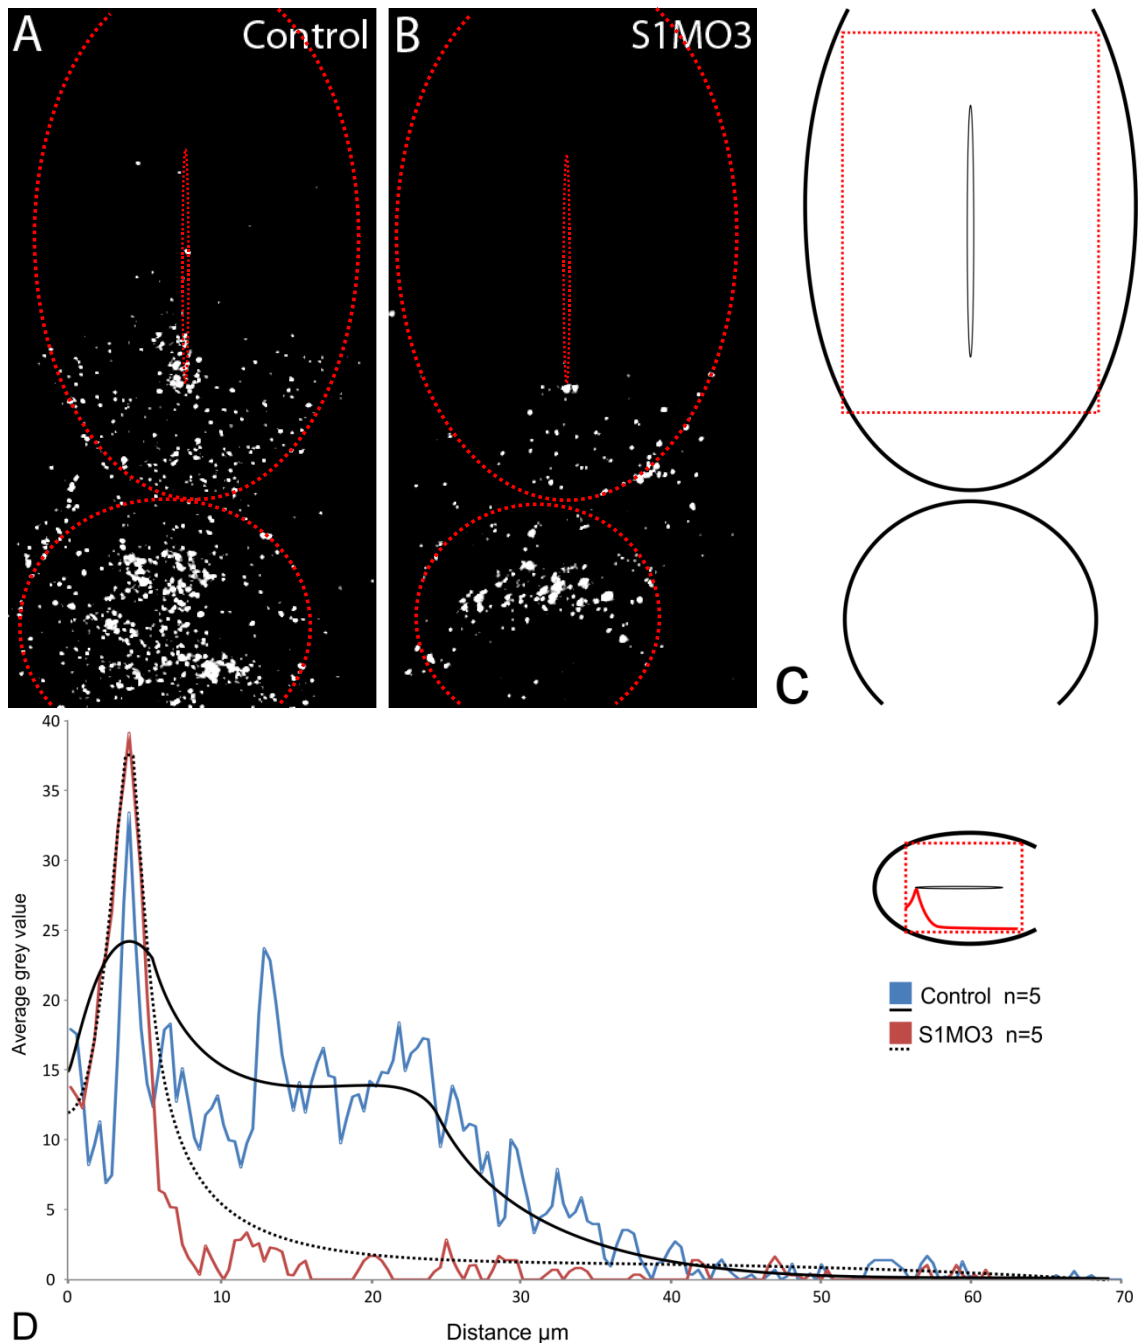 A Control
B S1MO3
C
40
35
30
25
20
15
10
5
0
Average grey value
0 10 20 30 40 50 60 70
Distance µm
Control n=5
S1MO3 n=5
D